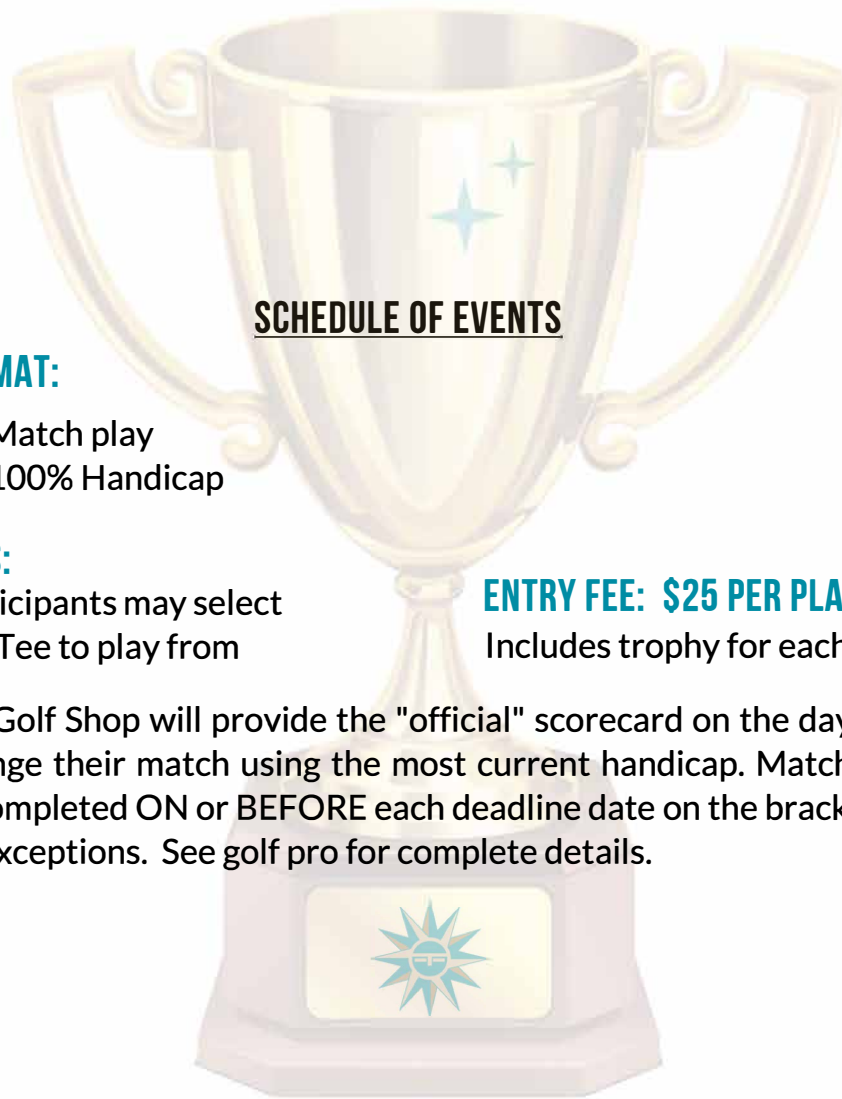 SCHEDULE OF EVENTS
MAT:
Match play
100% Handicap
:
icipants may select
Tee to play from
ENTRY FEE: $25 PER PLA
Includes trophy for each
Golf Shop will provide the "official" scorecard on the day
nge their match using the most current handicap. Match
ompleted ON or BEFORE each deadline date on the brack
xceptions. See golf pro for complete details.